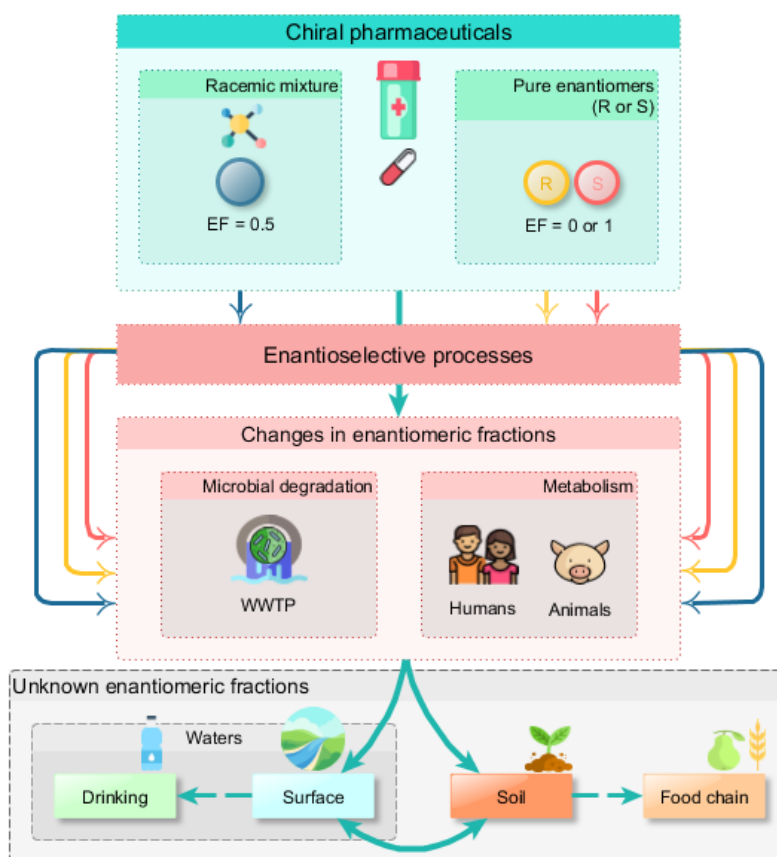 Chiral pharmaceuticals
Racemic mixture
Pure enantiomers
(R or S)
R
S
EF = 0.5
EF = 0 or 1
Enantioselective processes
Changes in enantiomeric fractions
Microbial degradation
Metabolism
WWTP
Humans
Animals
Unknown enantiomeric fractions
Waters
Drinking
Surface
Soil
Food chain